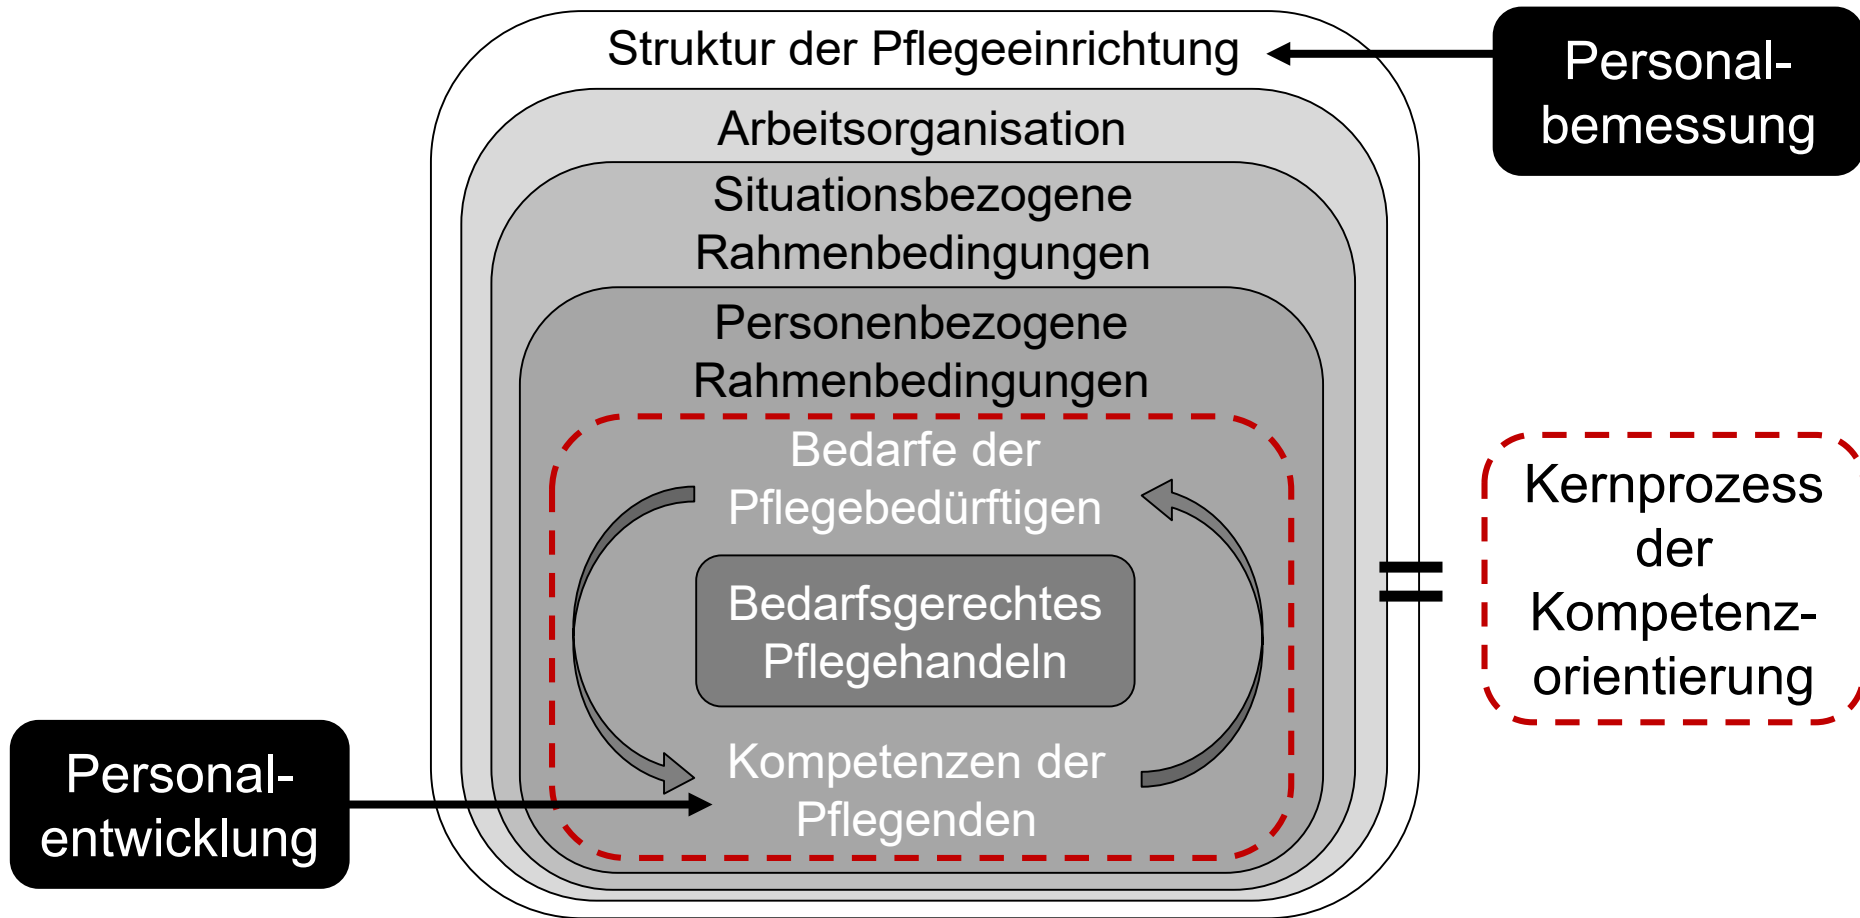 Struktur der Pflegeeinrichtung
Personal-
bemessung
Arbeitsorganisation
Situationsbezogene
Rahmenbedingungen
Personenbezogene
Rahmenbedingungen
Bedarfe der
Pflegebedürftigen
Bedarfsgerechtes
Pflegehandeln
Kompetenzen der
Pflegenden
Kernprozess
der
Kompetenz-
orientierung
Personal-
entwicklung